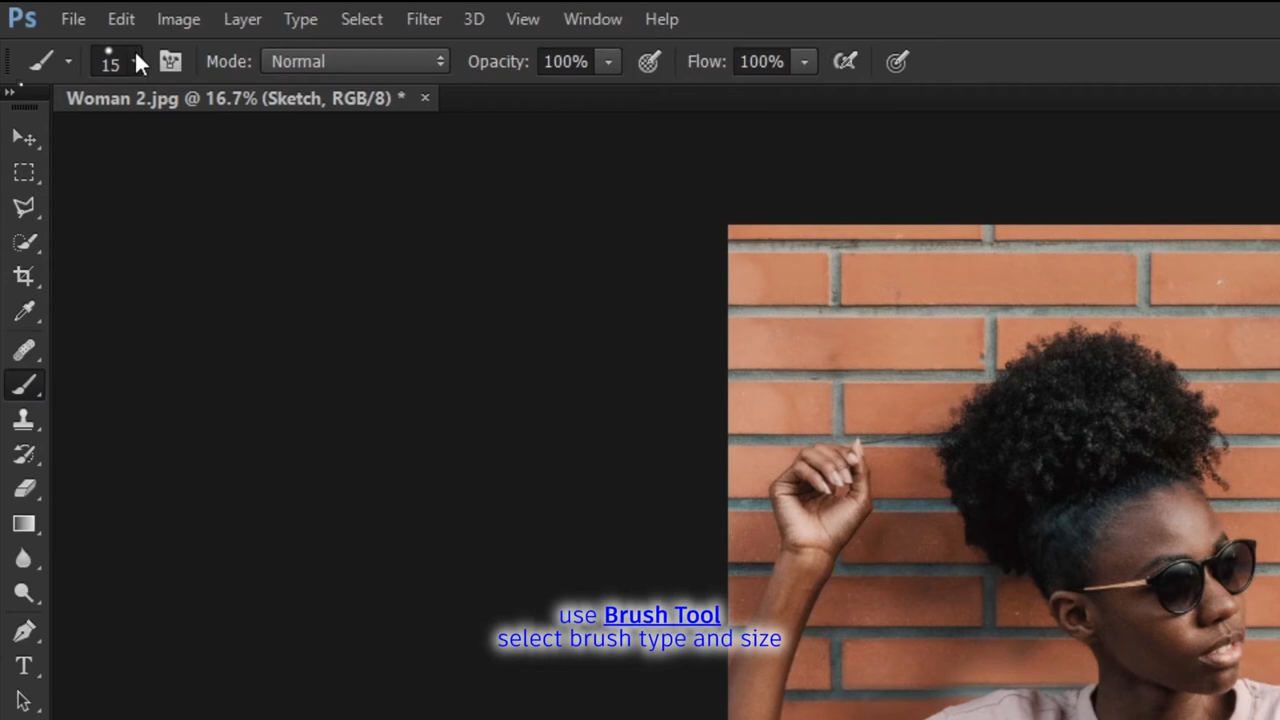 Ps File Edit Image Layer Type Select Filter 3D View Window Help
15 Mode: Normal Opacity: 100% Flow: 100%
Woman 2.jpg @ 16.7% (Sketch, RGB/8) * ×
T
use Brush Tool
select brush type and size